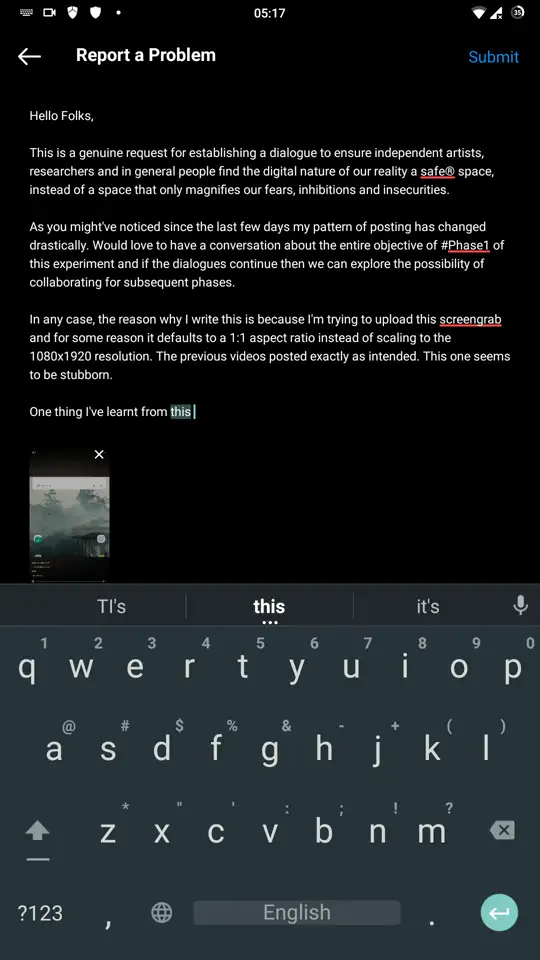 05:17
35
Report a Problem
Submit
Hello Folks,
This is a genuine request for establishing a dialogue to ensure independent artists,
researchers and in general people find the digital nature of our reality a safe® space,
instead of a space that only magnifies our fears, inhibitions and insecurities.
As you might've noticed since the last few days my pattern of posting has changed
drastically. Would love to have a conversation about the entire objective of #Phase1 of
this experiment and if the dialogues continue then we can explore the possibility of
collaborating for subsequent phases.
In any case, the reason why I write this is because I'm trying to upload this screengrab
and for some reason it defaults to a 1:1 aspect ratio instead of scaling to the
1080x1920 resolution. The previous videos posted exactly as intended. This one seems
to be stubborn.
One thing I've learnt from this
TI's this it's
1 2 3 4 5 6 7 8 9 0
q w e r t y u i o p
@ # $ % & - + ( )
a s d f g h j k l
* " ' : ; ! ?
z x c v b n m
?123 , English .